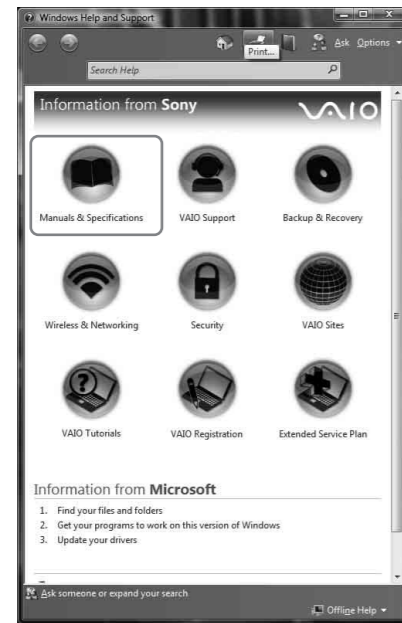 Windows Help and Support
Ask Options
Print...
Search Help
Information from Sony VAIO
Manuals & Specifications VAIO Support Backup & Recovery
Wireless & Networking Security VAIO Sites
VAIO Tutorials VAIO Registration Extended Service Plan
Information from Microsoft
1. Find your files and folders
2. Get your programs to work on this version of Windows
3. Update your drivers
Ask someone or expand your search
Offline Help